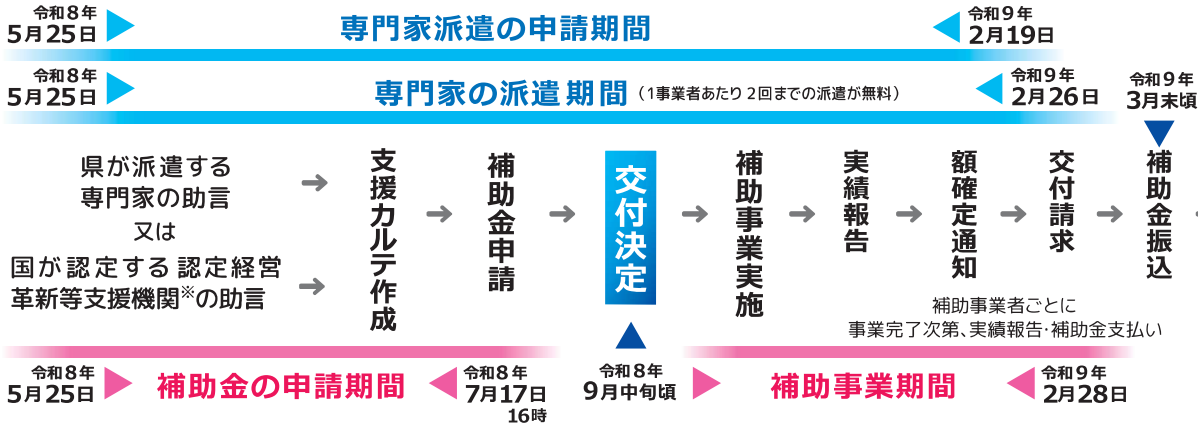 令和8年
5月25日
専門家派遣の申請期間
令和9年
2月19日
令和8年
5月25日
専門家の派遣期間（1事業者あたり2回までの派遣が無料）
令和9年
2月26日
令和9年
3月末頃
県が派遣する
専門家の助言
又は
国が認定する認定経営
革新等支援機関※の助言
支援カルテ作成
補助金申請
交付決定
補助事業実施
実績報告
額確定通知
交付請求
補助金振込
補助事業者ごとに
事業完了次第、実績報告・補助金支払い
令和8年
5月25日
補助金の申請期間
令和8年
7月17日
16時
令和8年
9月中旬頃
補助事業期間
令和9年
2月28日